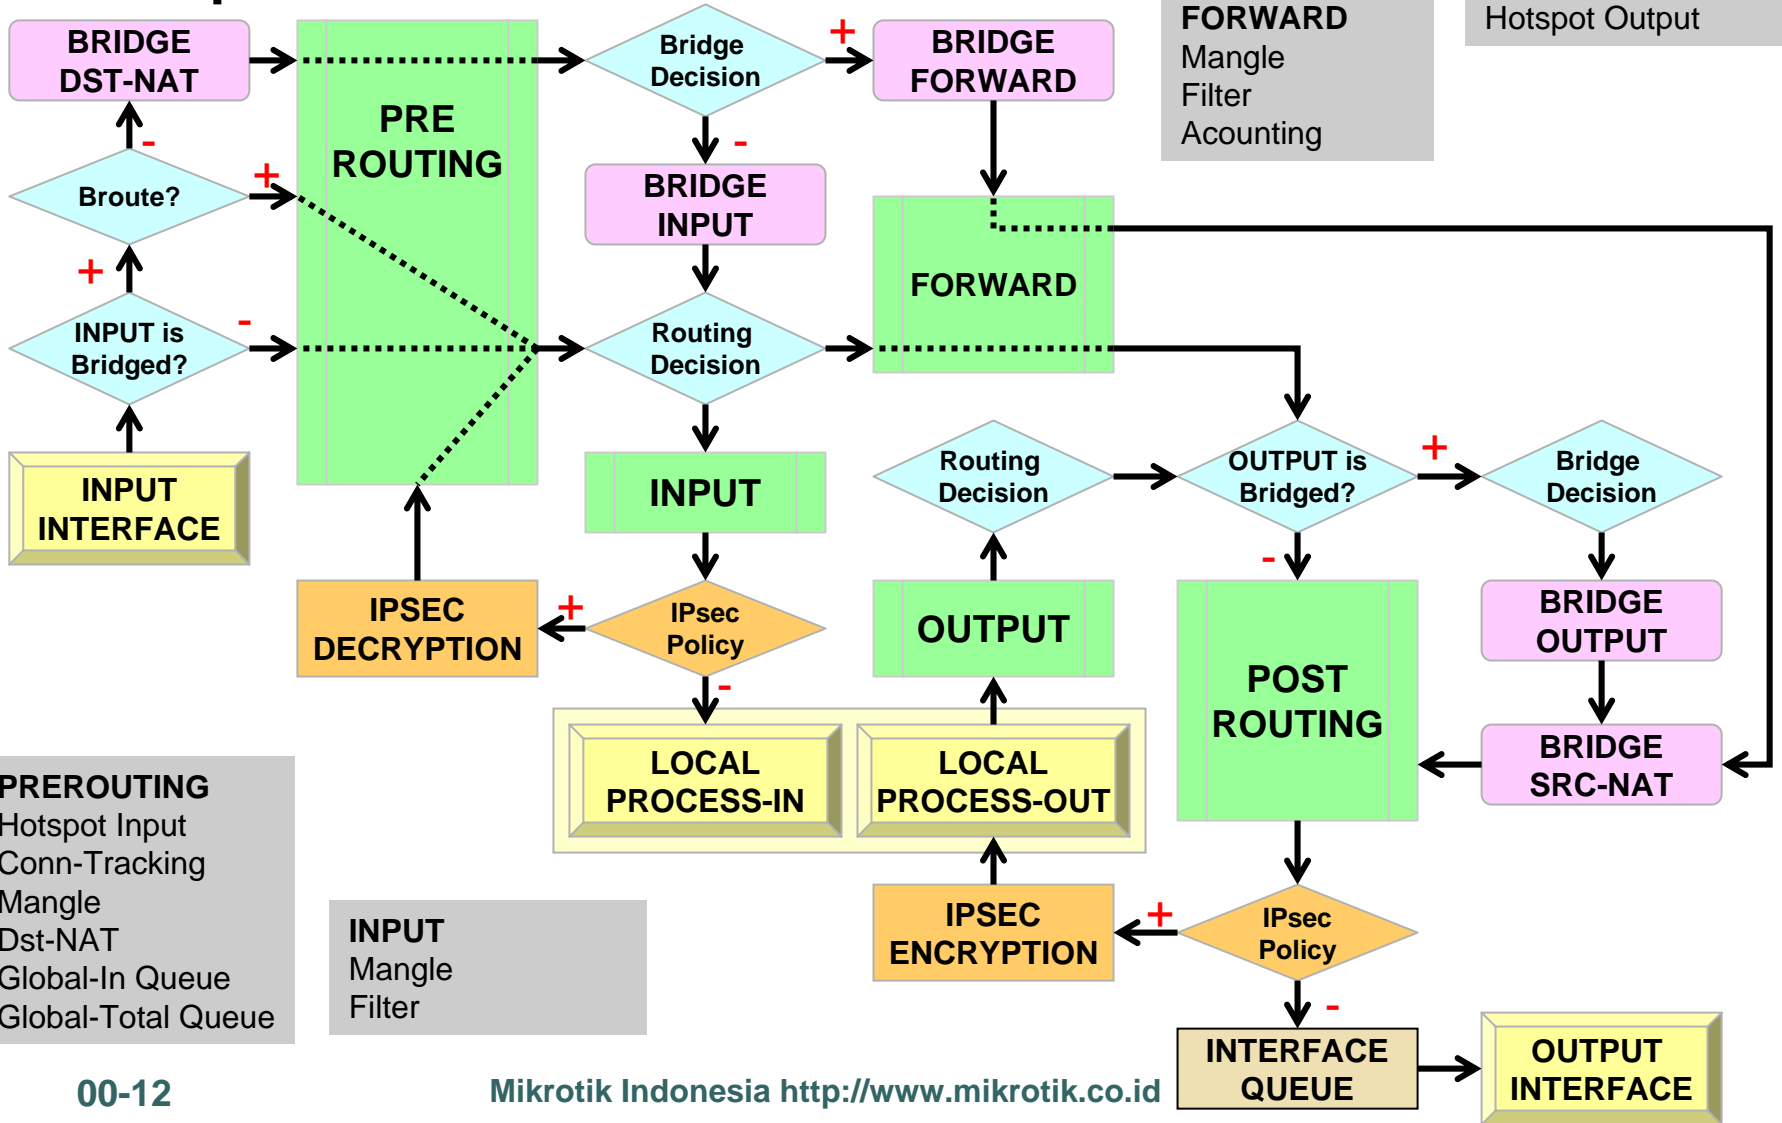 BRIDGE
DST-NAT
PRE
ROUTING
Bridge
Decision
+
BRIDGE
FORWARD
FORWARD
Mangle
Filter
Acounting
Hotspot Output
-
Broute?
+
-
BRIDGE
INPUT
+
INPUT is
Bridged?
-
Routing
Decision
FORWARD
INPUT
INTERFACE
INPUT
Routing
Decision
OUTPUT is
Bridged?
+
Bridge
Decision
-
IPSEC
DECRYPTION
+
IPsec
Policy
-
OUTPUT
POST
ROUTING
BRIDGE
OUTPUT
BRIDGE
SRC-NAT
LOCAL
PROCESS-IN
LOCAL
PROCESS-OUT
PREROUTING
Hotspot Input
Conn-Tracking
Mangle
Dst-NAT
Global-In Queue
Global-Total Queue
INPUT
Mangle
Filter
IPSEC
ENCRYPTION
+
IPsec
Policy
-
INTERFACE
QUEUE
OUTPUT
INTERFACE
00-12
Mikrotik Indonesia http://www.mikrotik.co.id